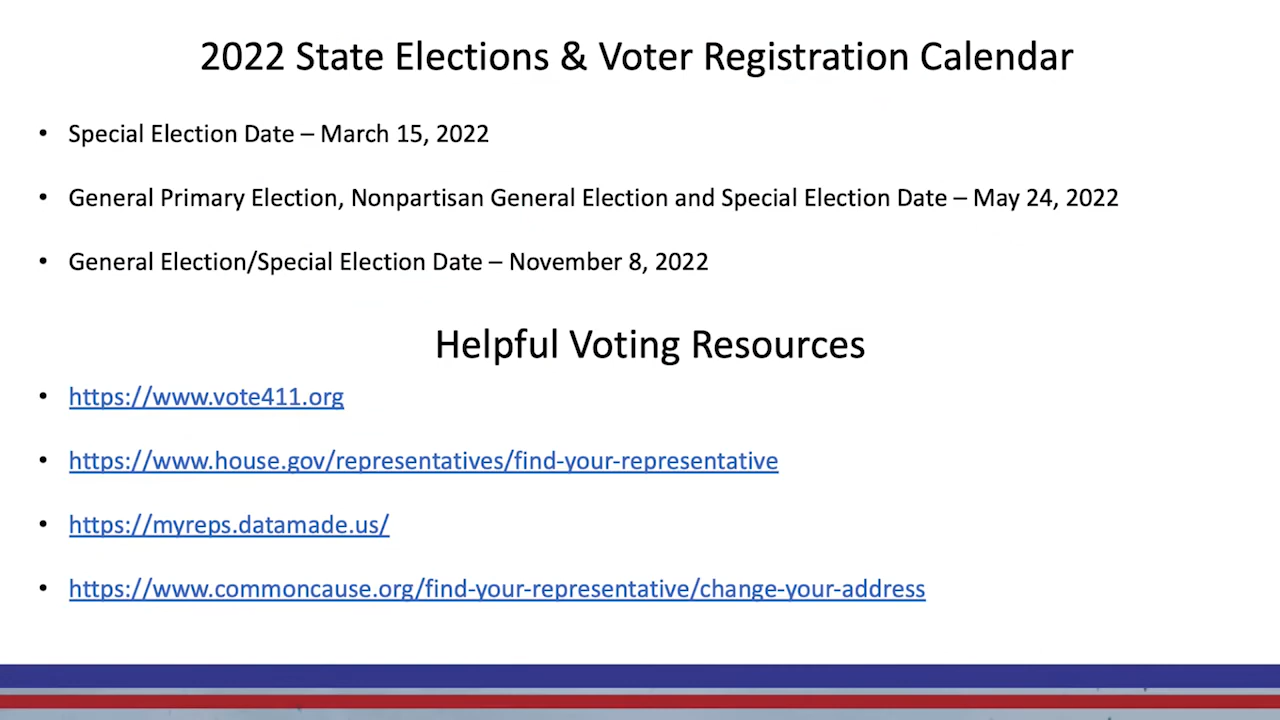 2022 State Elections & Voter Registration Calendar
• Special Election Date – March 15, 2022
• General Primary Election, Nonpartisan General Election and Special Election Date – May 24, 2022
• General Election/Special Election Date – November 8, 2022
Helpful Voting Resources
• https://www.vote411.org
• https://www.house.gov/representatives/find-your-representative
• https://myreps.datamade.us/
• https://www.commoncause.org/find-your-representative/change-your-address